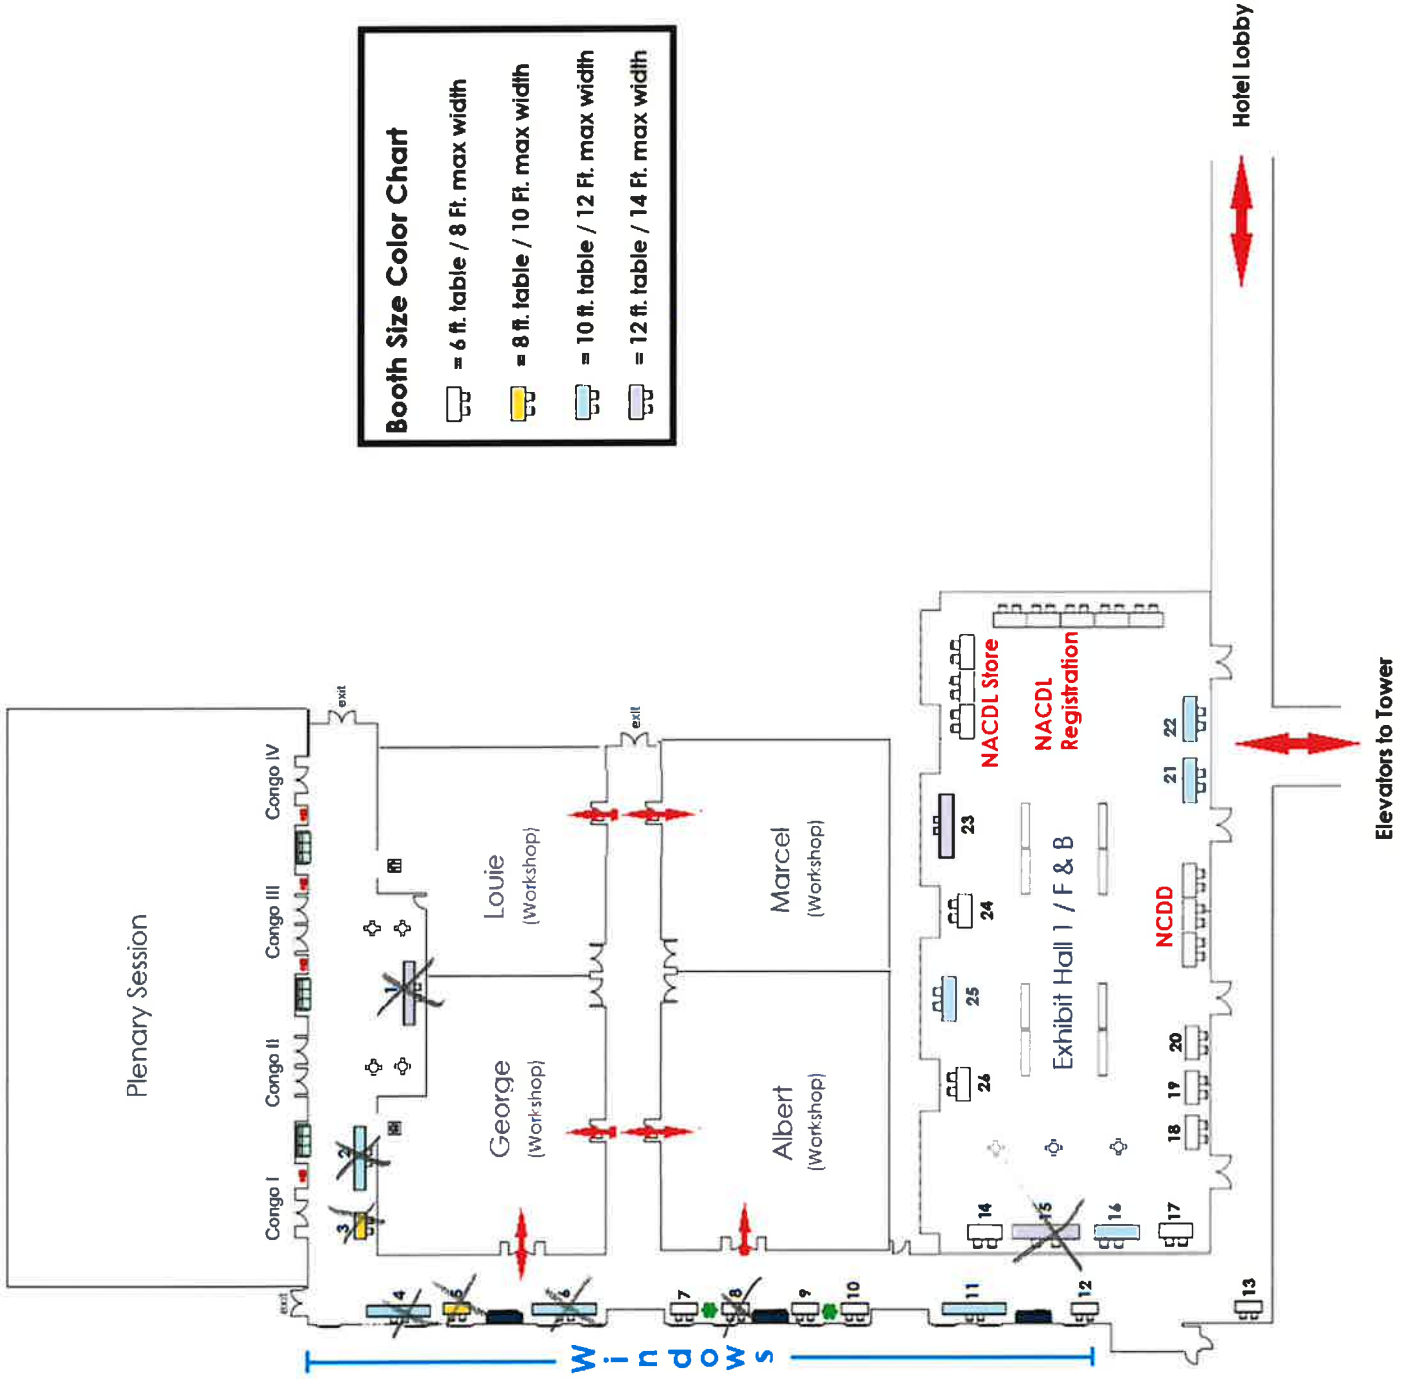 Booth Size Color Chart
= 6 ft. table / 8 Ft. max width
= 8 ft. table / 10 Ft. max width
= 10 ft. table / 12 Ft. max width
= 12 ft. table / 14 Ft. max width
Plenary Session
Congo I
Congo II
Congo III
Congo IV
exit
exit
exit
1
2
3
4
5
6
7
8
9
10
11
12
13
George
(Workshop)
Louie
(Workshop)
Albert
(Workshop)
Marcel
(Workshop)
Windows
14
15
16
17
18
19
20
21
22
23
24
25
26
Exhibit Hall 1 / F & B
NCDD
NACDL Store
NACDL
Registration
Hotel Lobby
Elevators to Tower